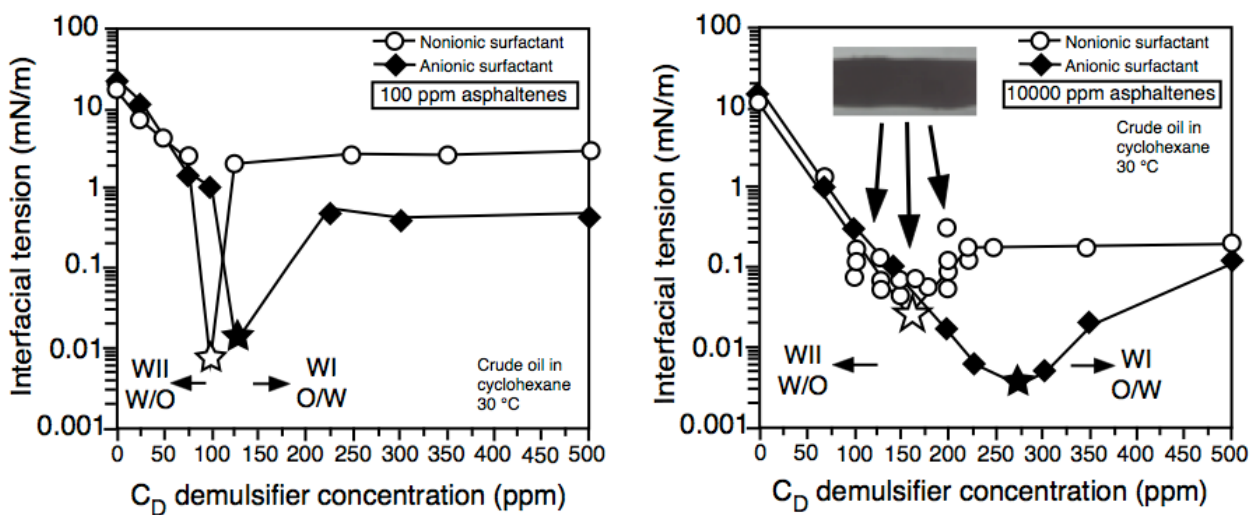 Interfacial tension (mN/m)
100
10
1
0.1
0.01
0.001
Nonionic surfactant
Anionic surfactant
100 ppm asphaltenes
WII
W/O
WI
O/W
Crude oil in
cyclohexane
30 °C
0 50 100 150 200 250 300 350 400 450 500
C_D demulsifier concentration (ppm)
Interfacial tension (mN/m)
100
10
1
0.1
0.01
0.001
Nonionic surfactant
Anionic surfactant
10000 ppm asphaltenes
Crude oil in
cyclohexane
30 °C
WII
W/O
WI
O/W
0 50 100 150 200 250 300 350 400 450 500
C_D demulsifier concentration (ppm)